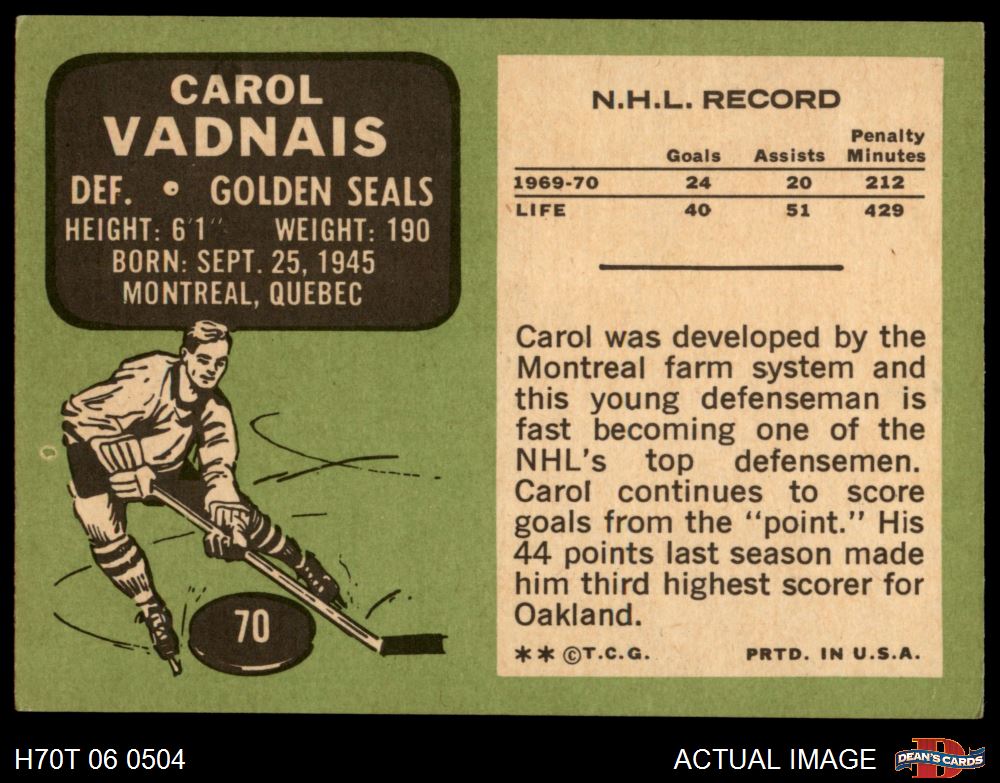 CAROL
VADNAIS
DEF. • GOLDEN SEALS
HEIGHT: 6'1" WEIGHT: 190
BORN: SEPT. 25, 1945
MONTREAL, QUEBEC
70
N.H.L. RECORD
Goals Assists Penalty Minutes
1969-70 24 20 212
LIFE 40 51 429
Carol was developed by the
Montreal farm system and
this young defenseman is
fast becoming one of the
NHL's top defensemen.
Carol continues to score
goals from the "point." His
44 points last season made
him third highest scorer for
Oakland.
**©T.C.G. PRTD. IN U.S.A.
H70T 06 0504 ACTUAL IMAGE D DEAN'S CARDS